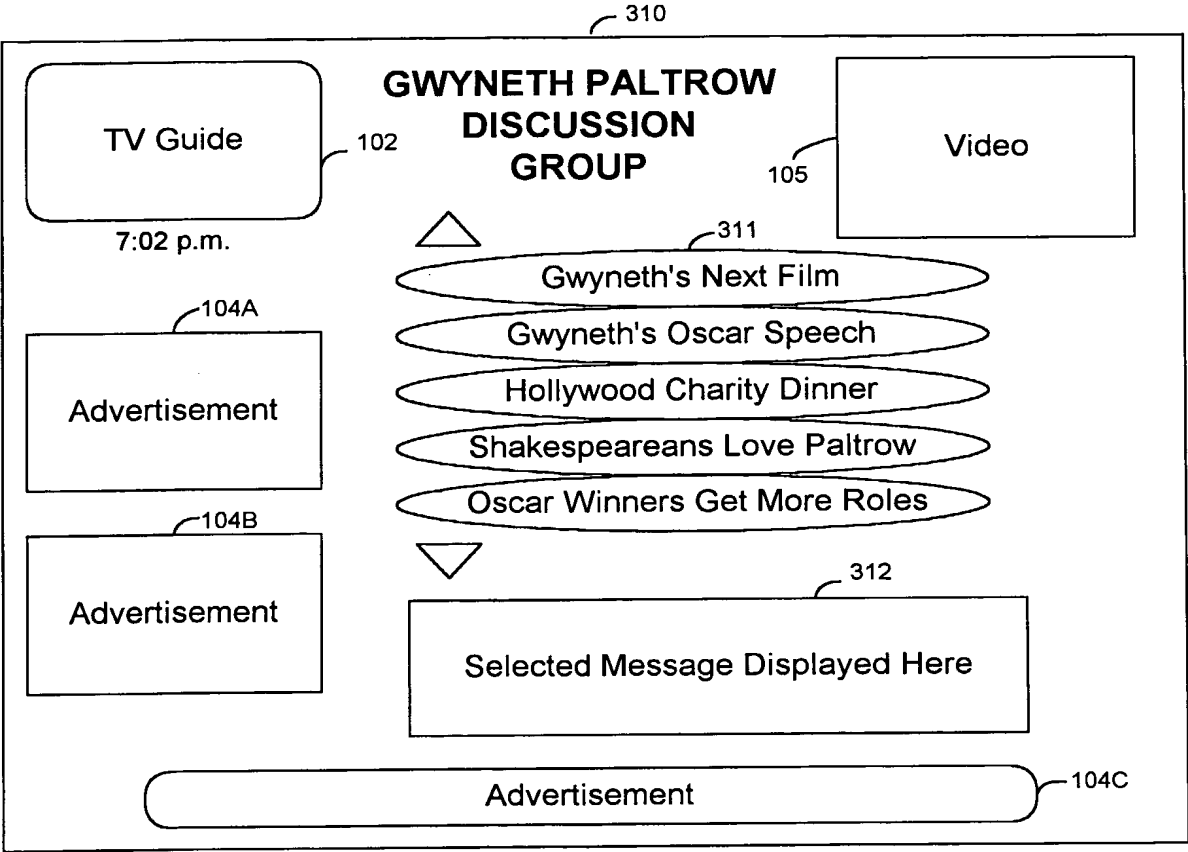 310
GWYNETH PALTROW
DISCUSSION
GROUP
TV Guide
102
105
Video
7:02 p.m.
311
Gwyneth's Next Film
Gwyneth's Oscar Speech
Hollywood Charity Dinner
Shakespeareans Love Paltrow
Oscar Winners Get More Roles
104A
Advertisement
104B
Advertisement
312
Selected Message Displayed Here
Advertisement
104C